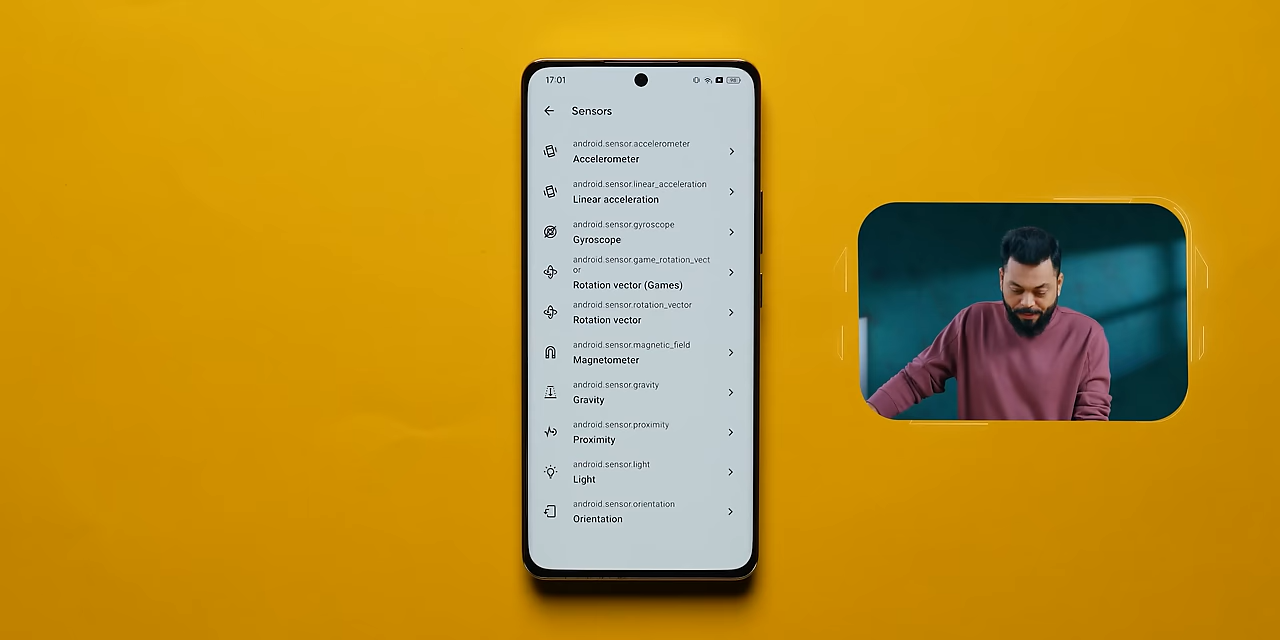 17:01
98
Sensors
android.sensor.accelerometer
Accelerometer
android.sensor.linear_acceleration
Linear acceleration
android.sensor.gyroscope
Gyroscope
android.sensor.game_rotation_vect
or
Rotation vector (Games)
android.sensor.rotation_vector
Rotation vector
android.sensor.magnetic_field
Magnetometer
android.sensor.gravity
Gravity
android.sensor.proximity
Proximity
android.sensor.light
Light
android.sensor.orientation
Orientation